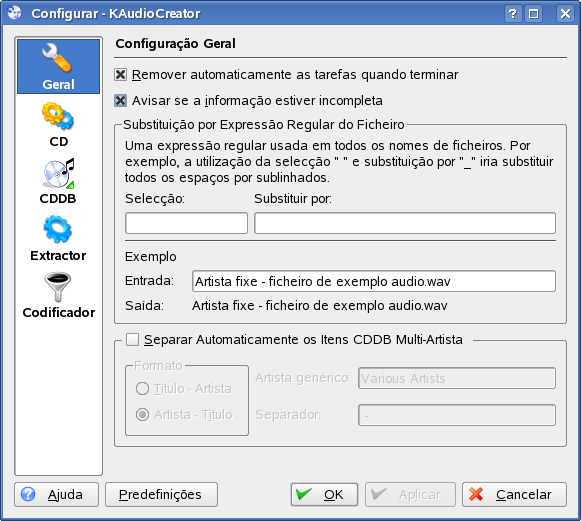 Configurar - KAudioCreator
Geral
CD
CDDB
Extractor
Codificador
Configuração Geral
Remover automaticamente as tarefas quando terminar
Avisar se a informação estiver incompleta
Substituição por Expressão Regular do Ficheiro
Uma expressão regular usada em todos os nomes de ficheiros. Por
exemplo, a utilização da selecção " " e substituição por "_" iria substituir
todos os espaços por sublinhados.
Selecção: Substituir por:
Exemplo
Entrada: Artista fixe - ficheiro de exemplo audio.wav
Saída: Artista fixe - ficheiro de exemplo audio.wav
Separar Automaticamente os Itens CDDB Multi-Artista
Formato
Título - Artista
Artista - Título
Artista genérico: Various Artists
Separador: -
Ajuda Predefinições OK Aplicar Cancelar